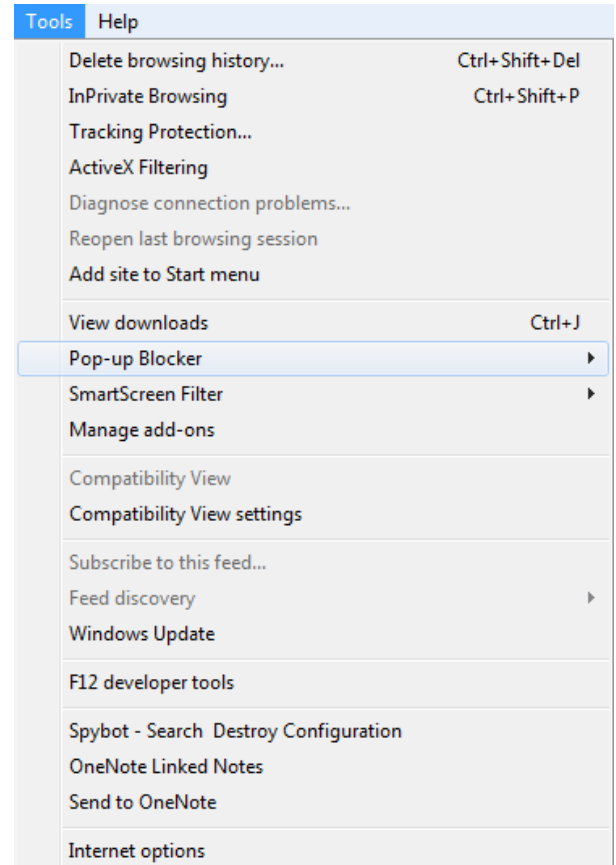 Tools Help
Delete browsing history... Ctrl+Shift+Del
InPrivate Browsing Ctrl+Shift+P
Tracking Protection...
ActiveX Filtering
Diagnose connection problems...
Reopen last browsing session
Add site to Start menu
View downloads Ctrl+J
Pop-up Blocker
SmartScreen Filter
Manage add-ons
Compatibility View
Compatibility View settings
Subscribe to this feed...
Feed discovery
Windows Update
F12 developer tools
Spybot - Search  Destroy Configuration
OneNote Linked Notes
Send to OneNote
Internet options